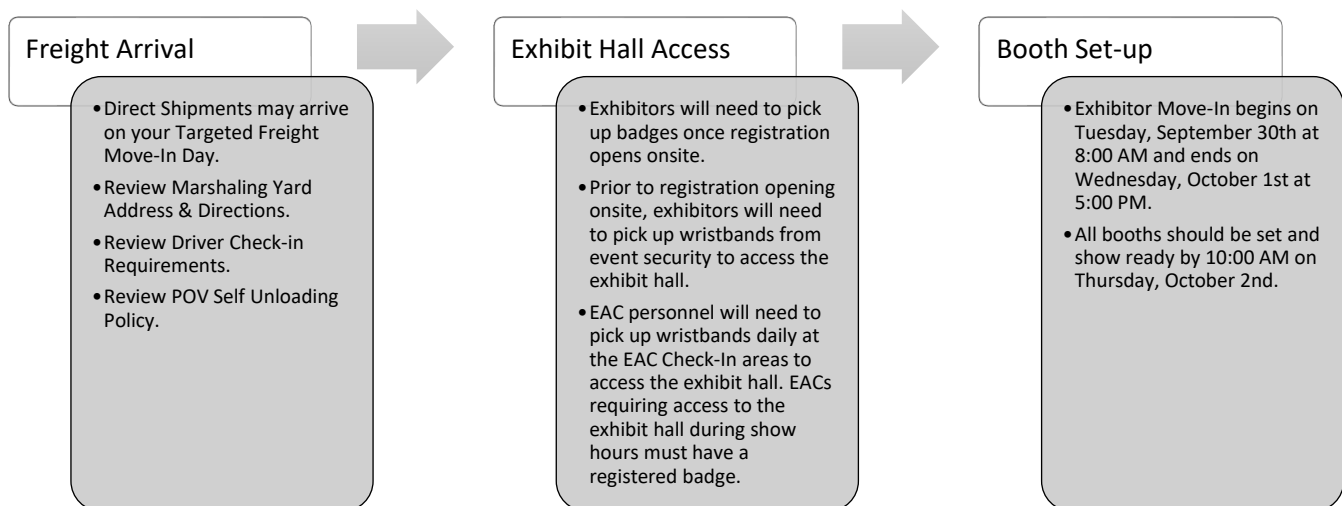 Freight Arrival
•Direct Shipments may arrive
on your Targeted Freight
Move-In Day.
•Review Marshaling Yard
Address & Directions.
•Review Driver Check-in
Requirements.
•Review POV Self Unloading
Policy.
Exhibit Hall Access
•Exhibitors will need to pick
up badges once registration
opens onsite.
•Prior to registration opening
onsite, exhibitors will need
to pick up wristbands from
event security to access the
exhibit hall.
•EAC personnel will need to
pick up wristbands daily at
the EAC Check-In areas to
access the exhibit hall. EACs
requiring access to the
exhibit hall during show
hours must have a
registered badge.
Booth Set-up
•Exhibitor Move-In begins on
Tuesday, September 30th at
8:00 AM and ends on
Wednesday, October 1st at
5:00 PM.
•All booths should be set and
show ready by 10:00 AM on
Thursday, October 2nd.